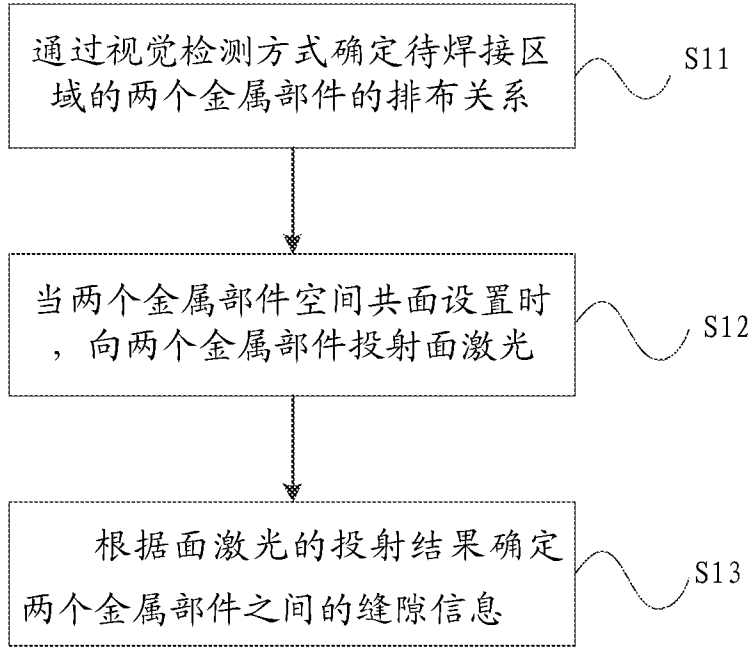 通过视觉检测方式确定待焊接区
域的两个金属部件的排布关系
S11
当两个金属部件空间共面设置时
，向两个金属部件投射面激光
S12
根据面激光的投射结果确定
两个金属部件之间的缝隙信息
S13